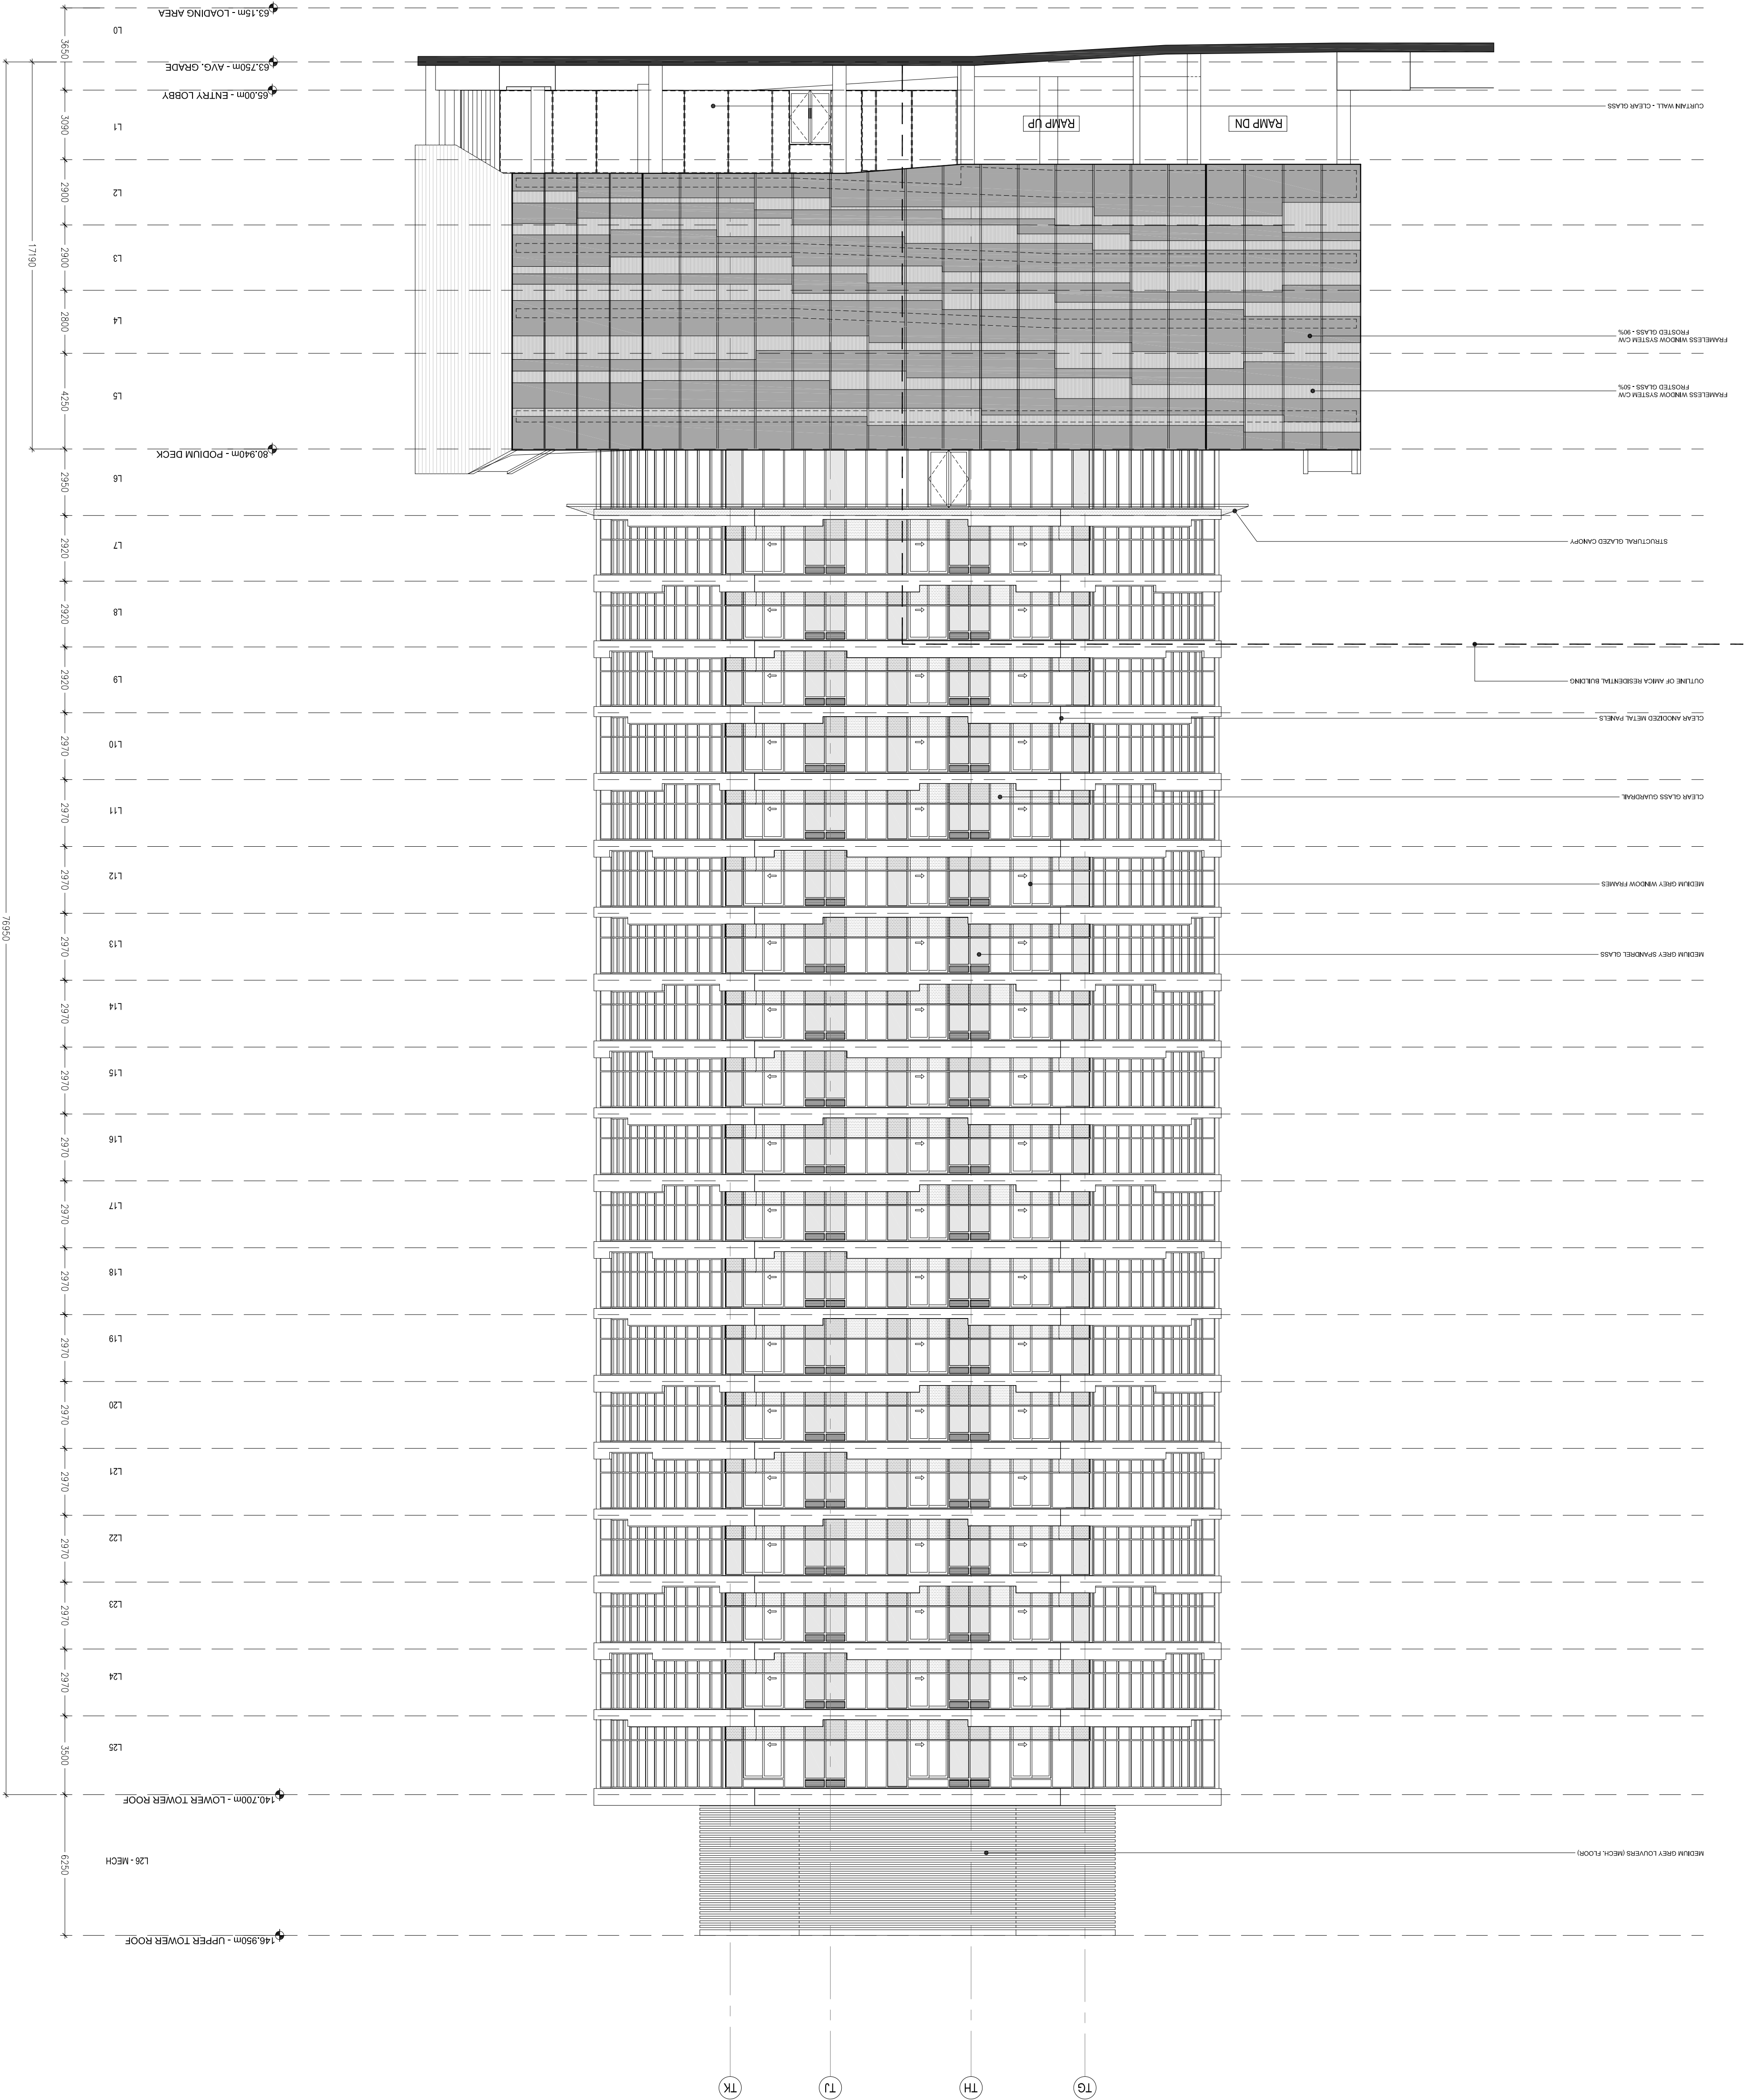 TG
TH
TJ
TK
146.950m - UPPER TOWER ROOF
MEDIUM GREY LOUVERS (MECH. FLOOR)
L26 - MECH
6250
140.700m - LOWER TOWER ROOF
L25
3500
L24
2970
L23
2970
L22
2970
L21
2970
L20
2970
L19
2970
L18
2970
L17
2970
L16
2970
L15
2970
L14
2970
MEDIUM GREY SPANDREL GLASS
L13
2970
76950
MEDIUM GREY WINDOW FRAMES
L12
2970
CLEAR GLASS GUARDRAIL
L11
2970
L10
2970
CLEAR ANODIZED METAL PANELS
OUTLINE OF AMICA RESIDENTIAL BUILDING
L9
2920
L8
2920
STRUCTURAL GLAZED CANOPY
L7
2920
L6
2950
80.940m - PODIUM DECK
FRAMELESS WINDOW SYSTEM C/W
FROSTED GLASS - 50%
L5
4250
FRAMELESS WINDOW SYSTEM C/W
FROSTED GLASS - 90%
L4
2800
L3
2900
17190
L2
2900
RAMP DN
RAMP UP
L1
3090
CURTAIN WALL - CLEAR GLASS
65.00m - ENTRY LOBBY
63.750m - AVG. GRADE
3650
L0
63.15m - LOADING AREA